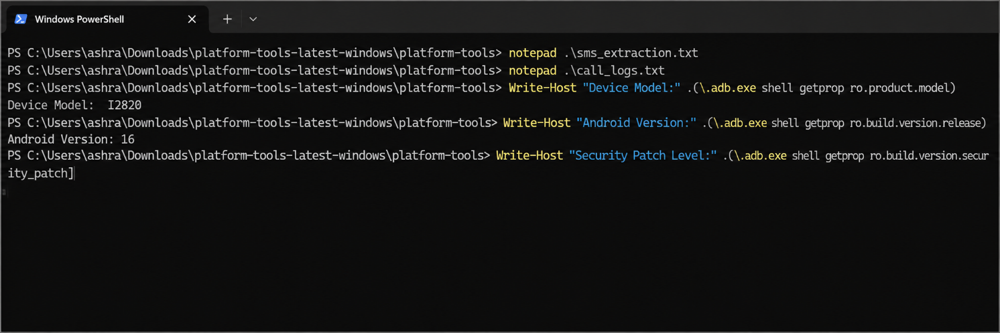 Windows PowerShell
PS C:\Users\ashra\Downloads\platform-tools-latest-windows\platform-tools> notepad .\sms_extraction.txt
PS C:\Users\ashra\Downloads\platform-tools-latest-windows\platform-tools> notepad .\call_logs.txt
PS C:\Users\ashra\Downloads\platform-tools-latest-windows\platform-tools> Write-Host "Device Model:" .(\.adb.exe shell getprop ro.product.model)
Device Model:  I2820
PS C:\Users\ashra\Downloads\platform-tools-latest-windows\platform-tools> Write-Host "Android Version:" .(\.adb.exe shell getprop ro.build.version.release)
Android Version: 16
PS C:\Users\ashra\Downloads\platform-tools-latest-windows\platform-tools> Write-Host "Security Patch Level:" .(\.adb.exe shell getprop ro.build.version.secur
ity_patch]